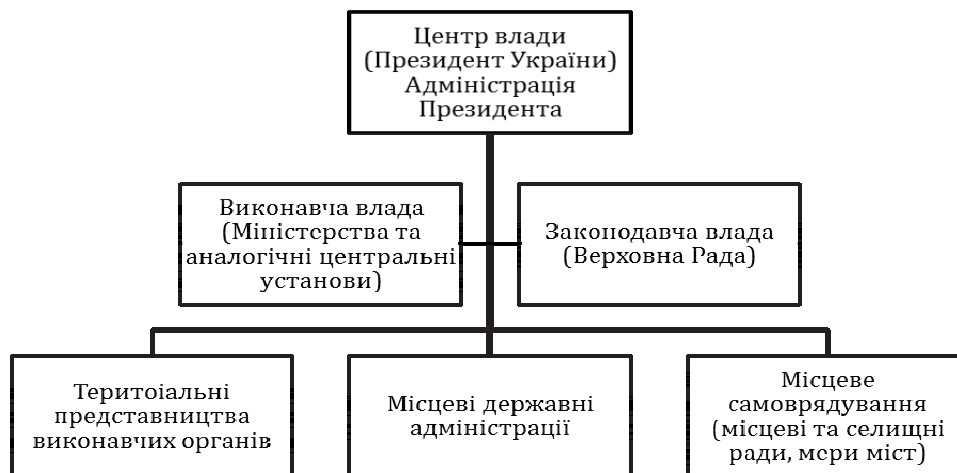 Центр влади
(Президент України)
Адміністрація
Президента
Виконавча влада
(Міністерства та
аналогічні центральні
установи)
Законодавча влада
(Верховна Рада)
Територіальні
представництва
виконавчих органів
Місцеві державні
адміністрації
Місцеве
самоврядування
(місцеві та селищні
ради, мери міст)